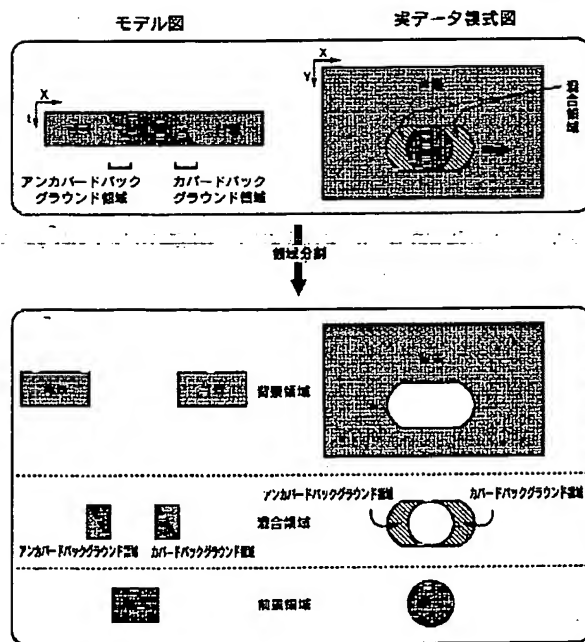 モデル図
実データ模式図
X
t
X
Y
混合領域
アンカバードバック
グラウンド領域
カバードバック
グラウンド領域
領域分割
背景領域
アンカバードバックグラウンド領域
カバードバックグラウンド領域
混合領域
アンカバードバックグラウンド領域
カバードバックグラウンド領域
前景領域